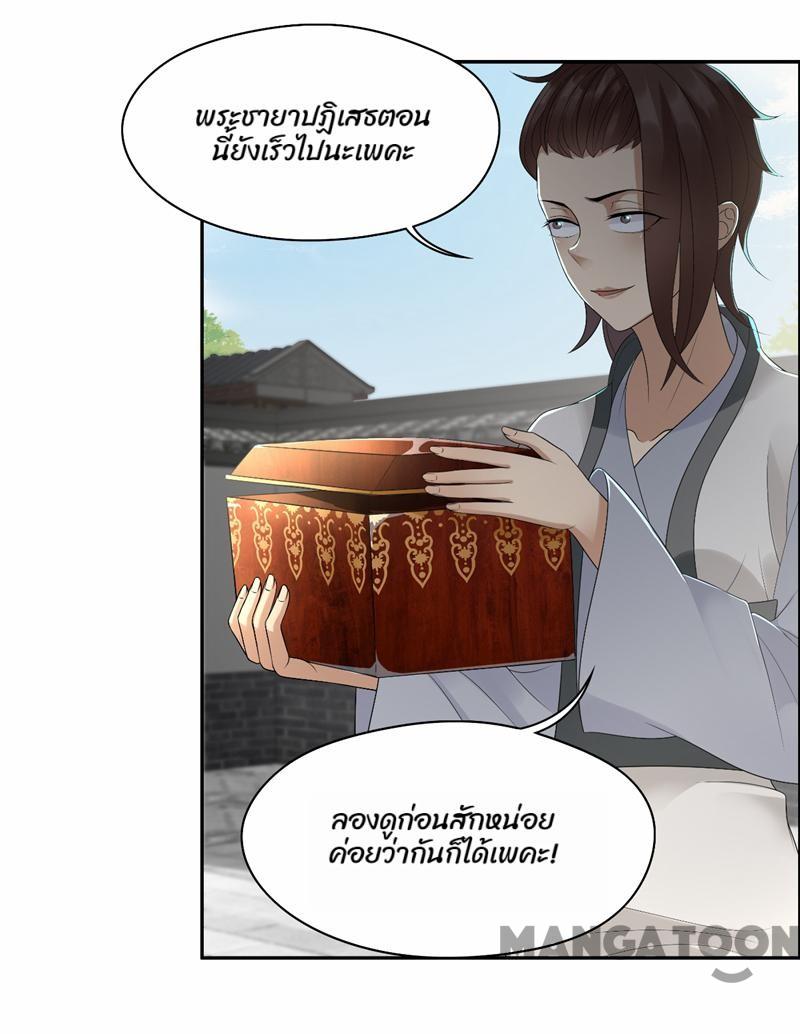 พระชายาปฏิเสธตอน
นี้ยังเร็วไปนะเพคะ
ลองดูก่อนสักหน่อย
ค่อยว่ากันก็ได้เพคะ!
MANGATOON